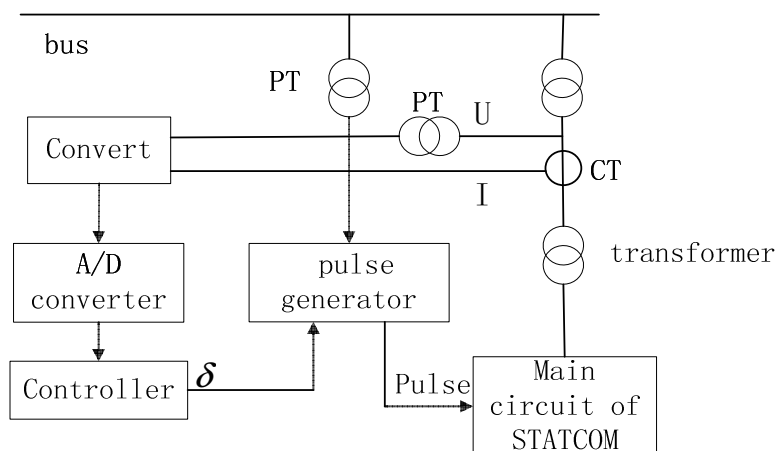 bus
PT
PT
U
Convert
CT
I
A/D
converter
pulse
generator
transformer
Controller
δ
Pulse
Main
circuit of
STATCOM